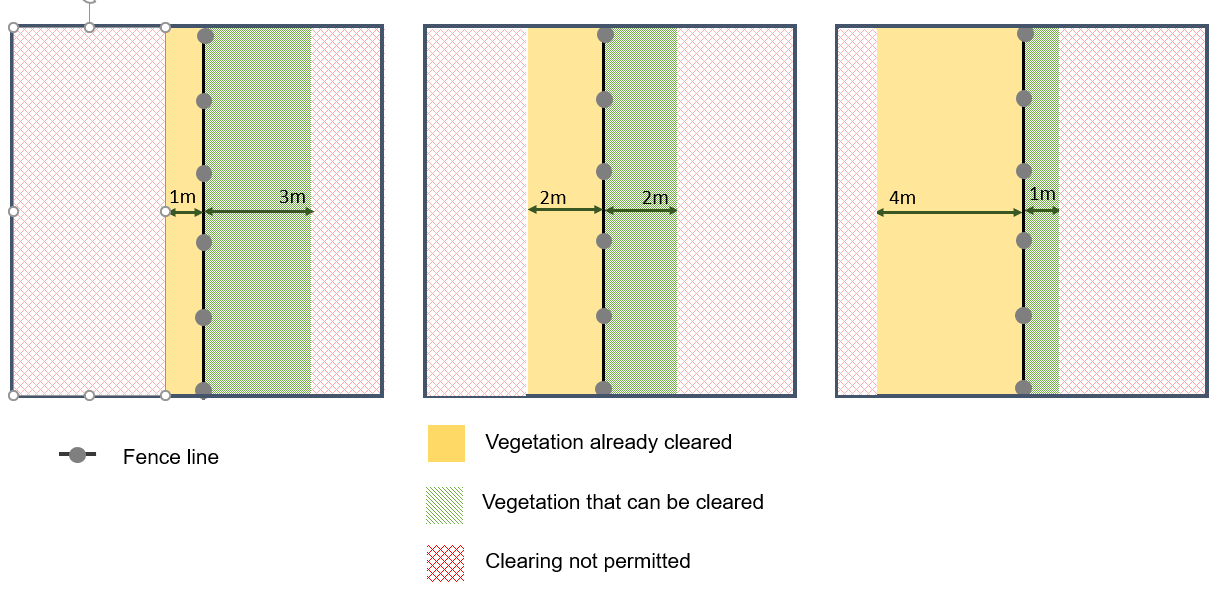 1m
3m
2m
2m
4m
1m
Fence line
Vegetation already cleared
Vegetation that can be cleared
Clearing not permitted